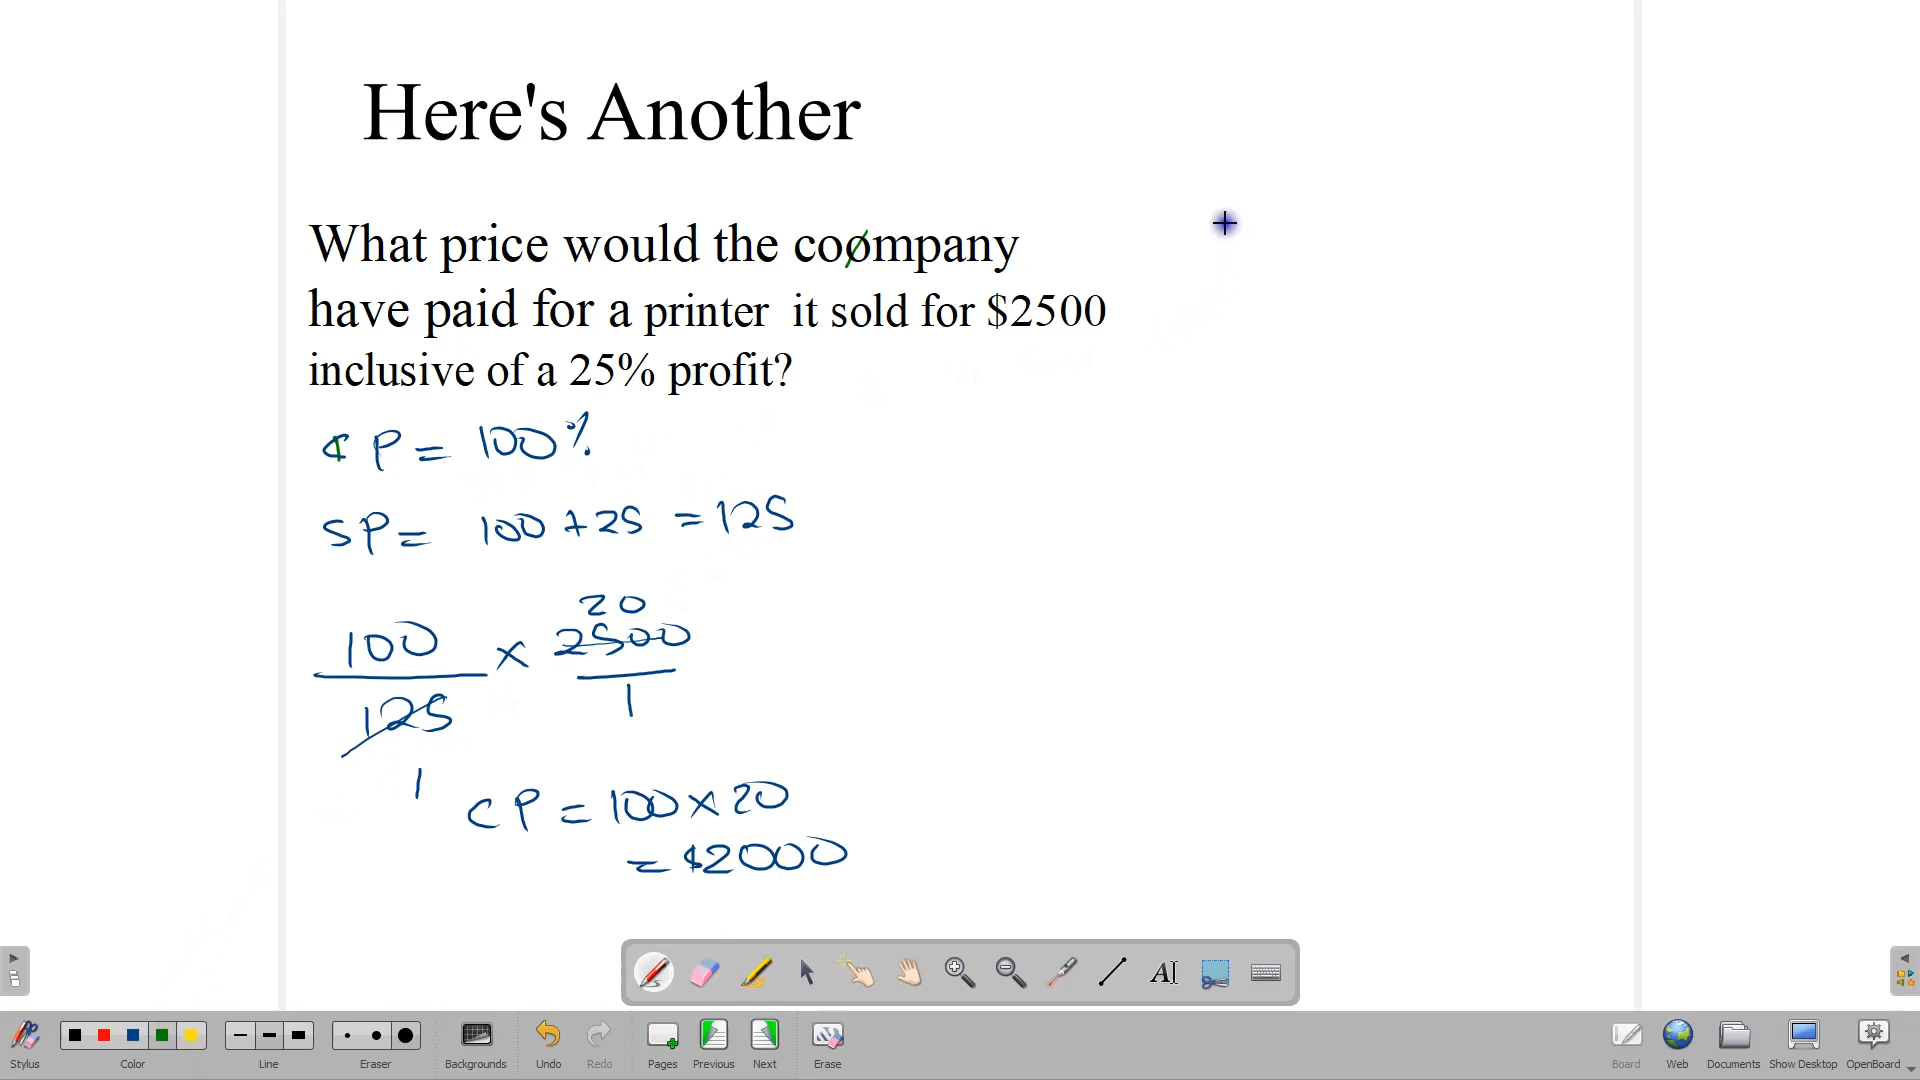 Here's Another
What price would the coompany
have paid for a printer it sold for $2500
inclusive of a 25% profit?
CP = 100%
SP = 100 + 25 = 125
20
100 × 2500
125 1
1
CP = 100 × 20
= $2000
Stylus Color Line Eraser Backgrounds Undo Redo Pages Previous Next Erase Board Web Documents Show Desktop OpenBoard